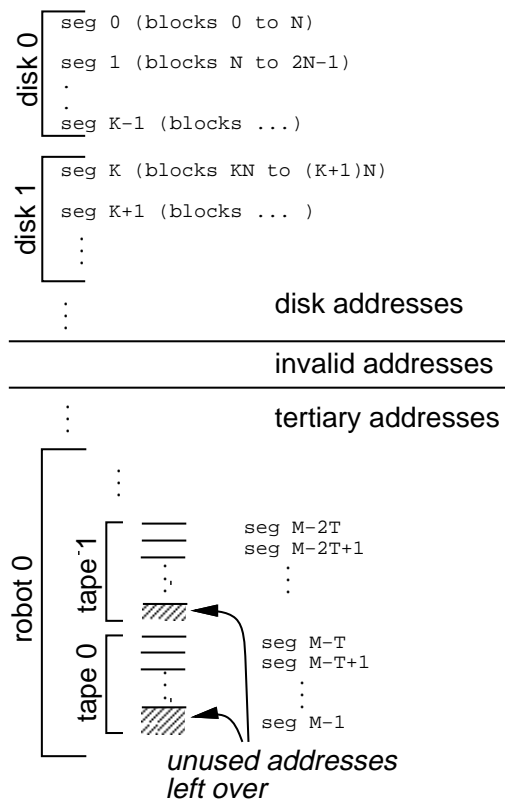 disk 0
seg 0 (blocks 0 to N)
seg 1 (blocks N to 2N-1)
seg K-1 (blocks ...)
disk 1
seg K (blocks KN to (K+1)N)
seg K+1 (blocks ... )
disk addresses
invalid addresses
tertiary addresses
robot 0
tape 1
seg M-2T
seg M-2T+1
tape 0
seg M-T
seg M-T+1
seg M-1
unused addresses
left over